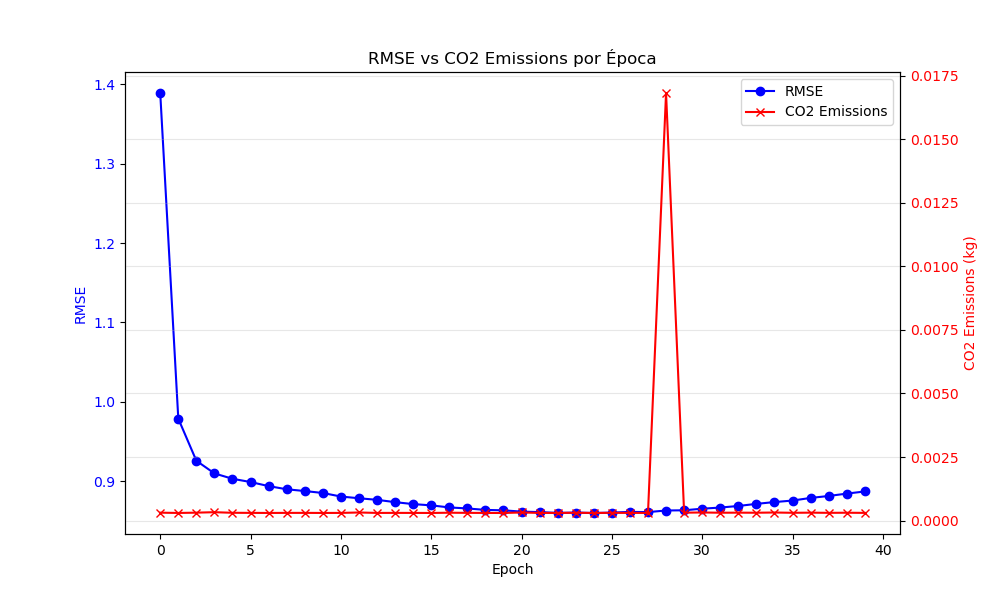 RMSE vs CO2 Emissions por Época
RMSE
CO2 Emissions
1.4
1.3
1.2
1.1
1.0
0.9
RMSE
0.0175
0.0150
0.0125
0.0100
0.0075
0.0050
0.0025
0.0000
CO2 Emissions (kg)
0 5 10 15 20 25 30 35 40
Epoch